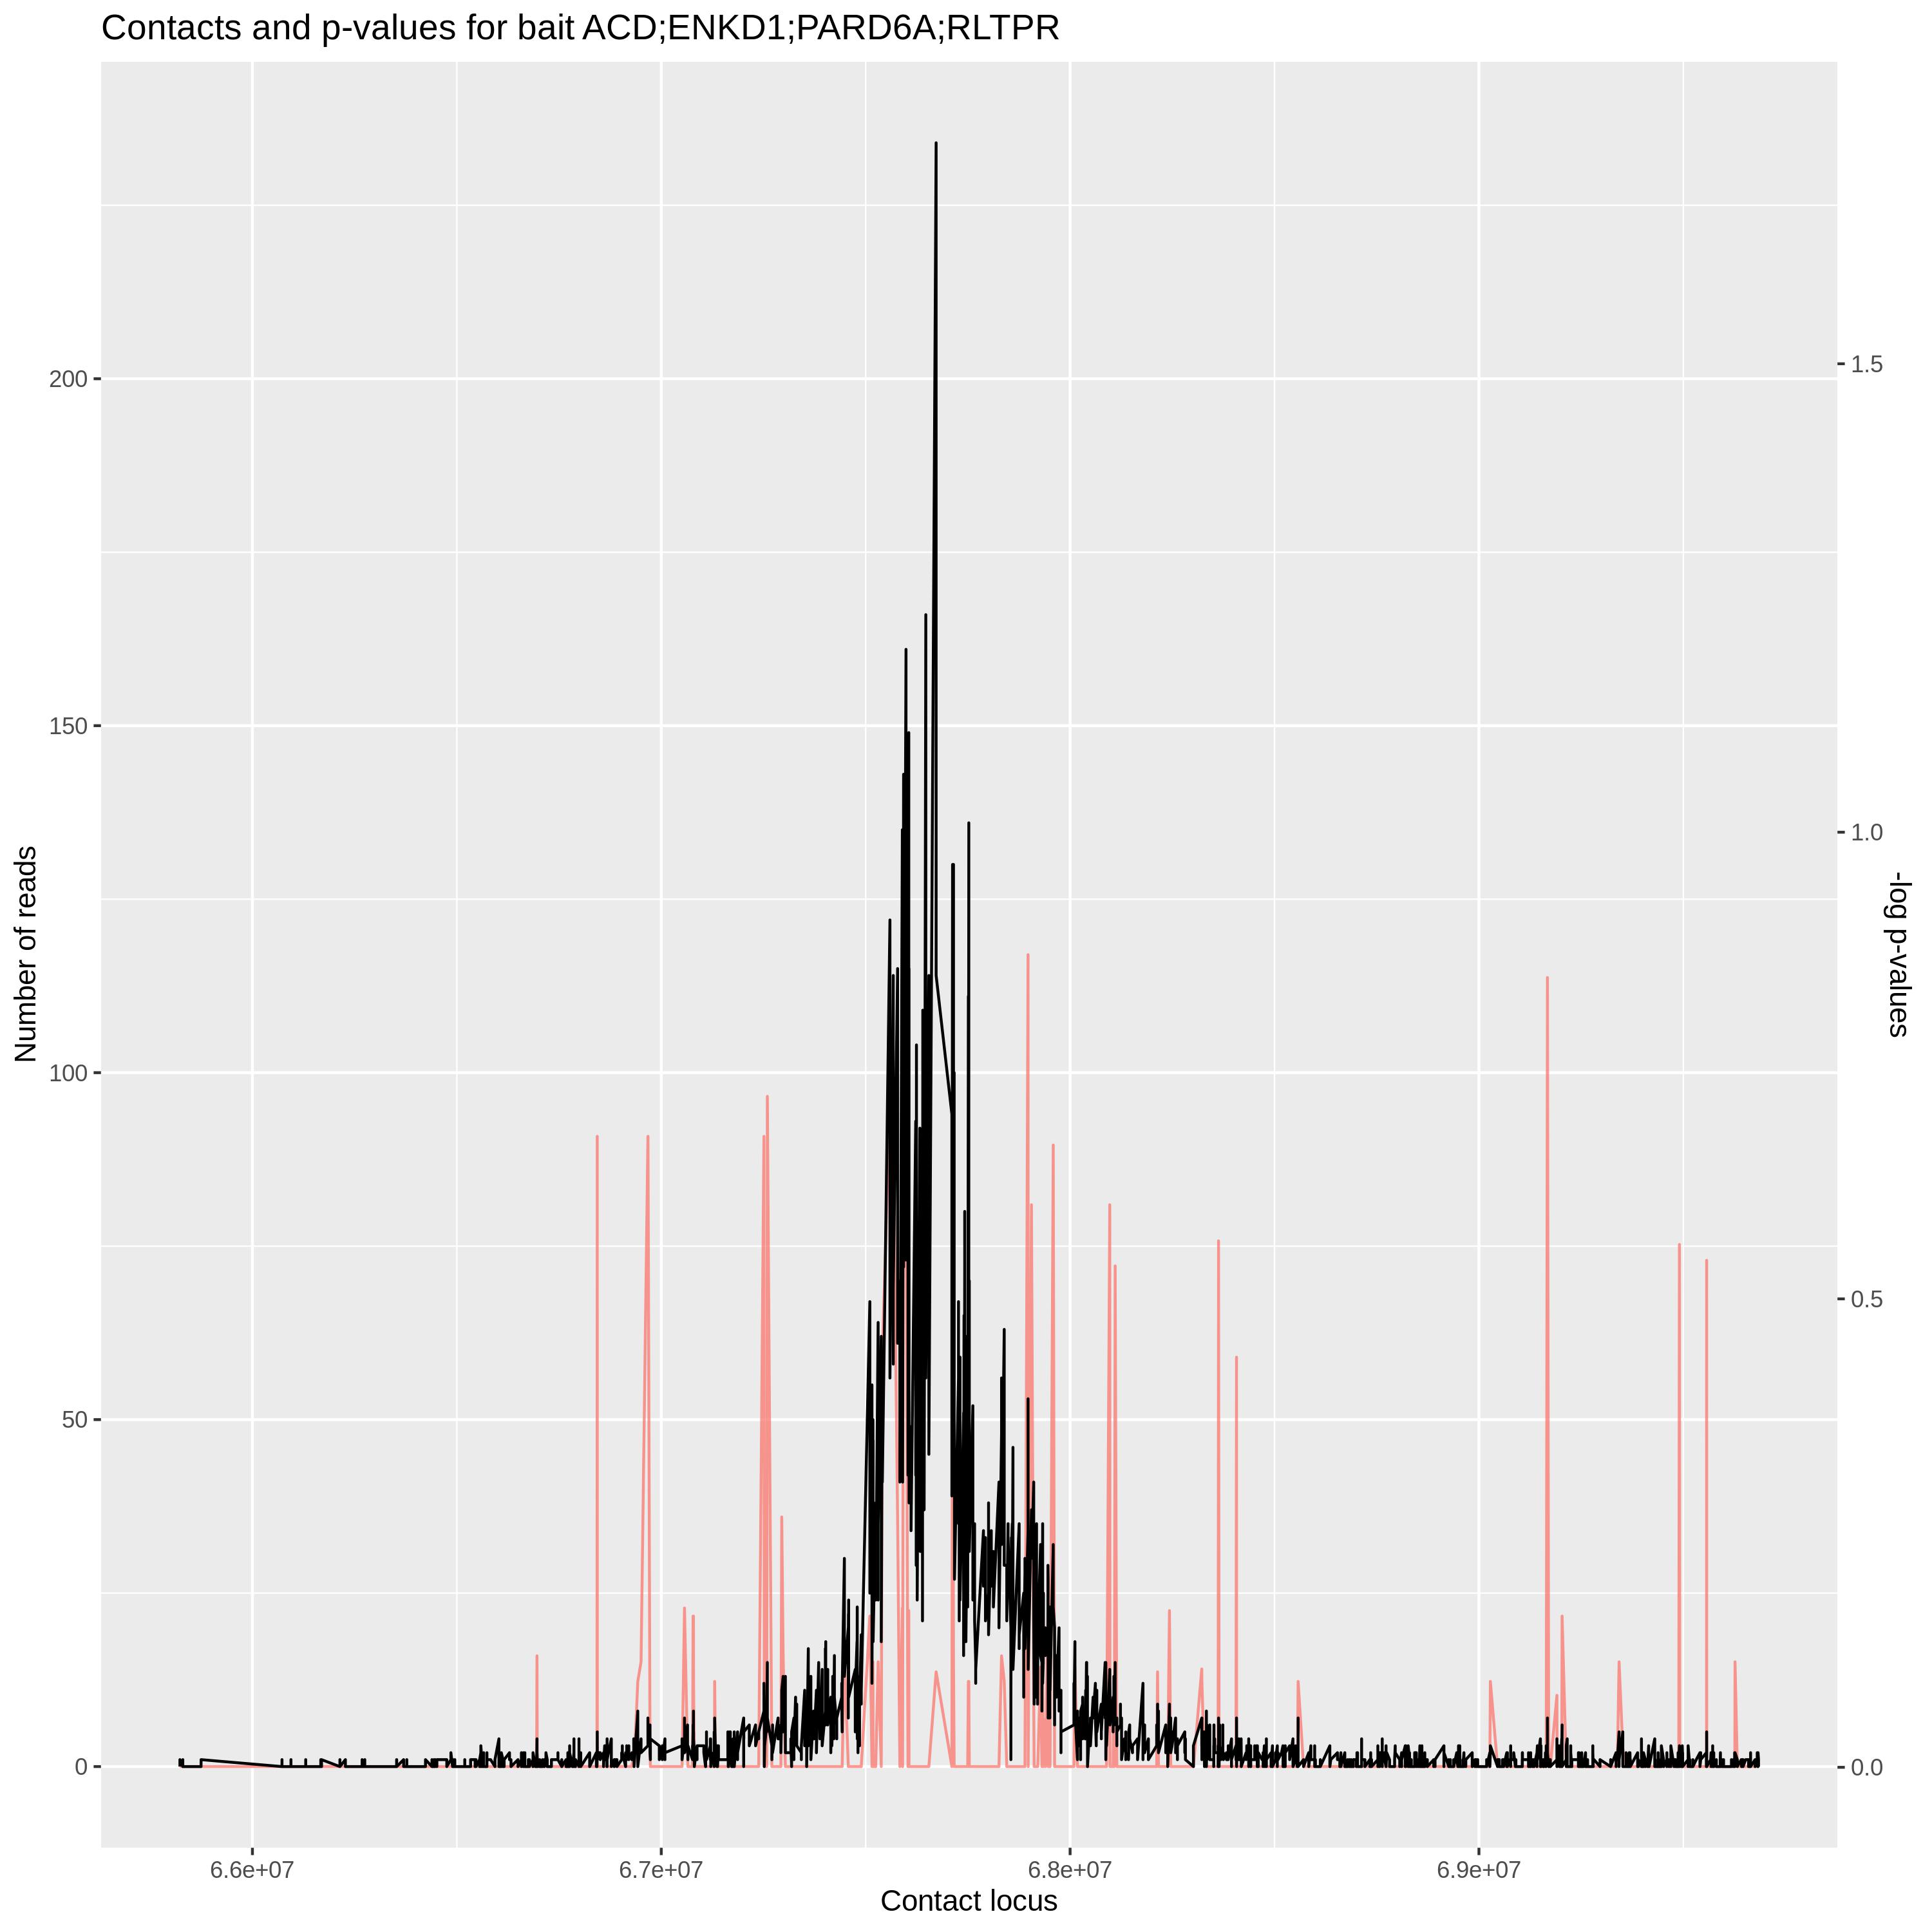 Contacts and p-values for bait ACD;ENKD1;PARD6A;RLTPR
Number of reads
200
150
100
50
0
1.5
1.0
0.5
0.0
-log p-values
6.6e+07 6.7e+07 6.8e+07 6.9e+07
Contact locus